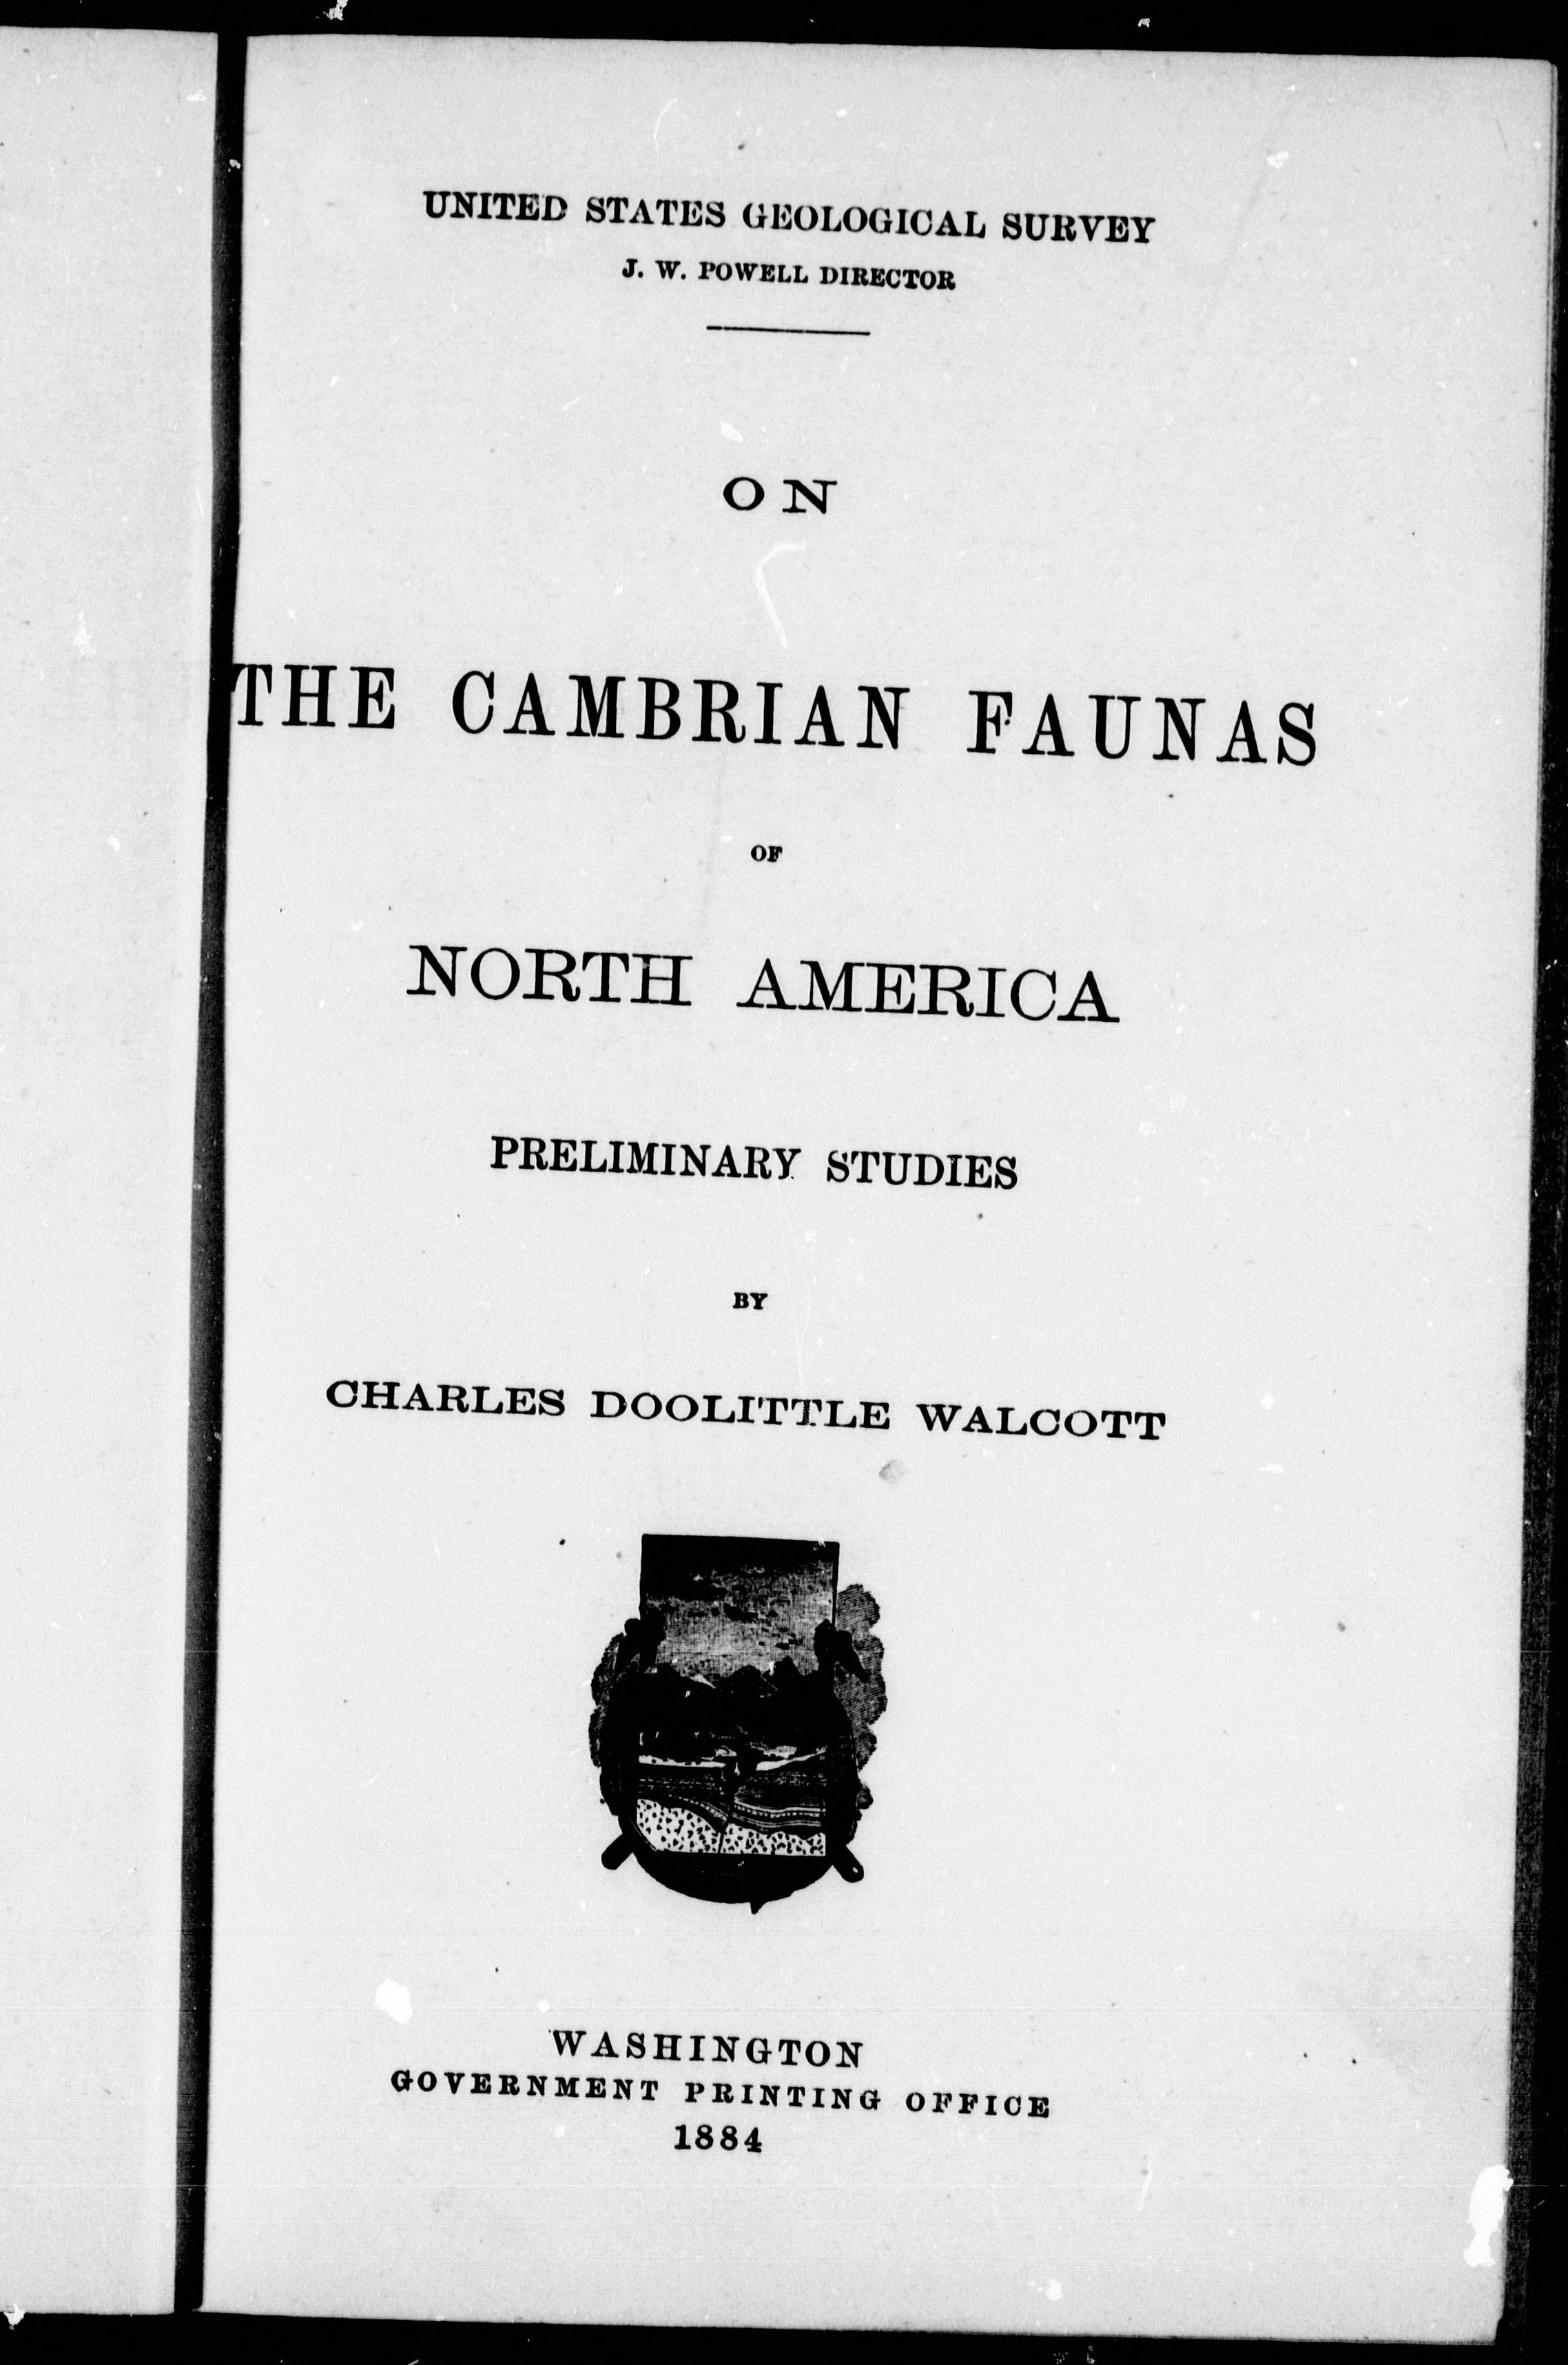 UNITED STATES GEOLOGICAL SURVEY
J. W. POWELL DIRECTOR
ON
THE CAMBRIAN FAUNAS
OF
NORTH AMERICA
PRELIMINARY STUDIES
BY
CHARLES DOOLITTLE WALCOTT
WASHINGTON
GOVERNMENT PRINTING OFFICE
1884